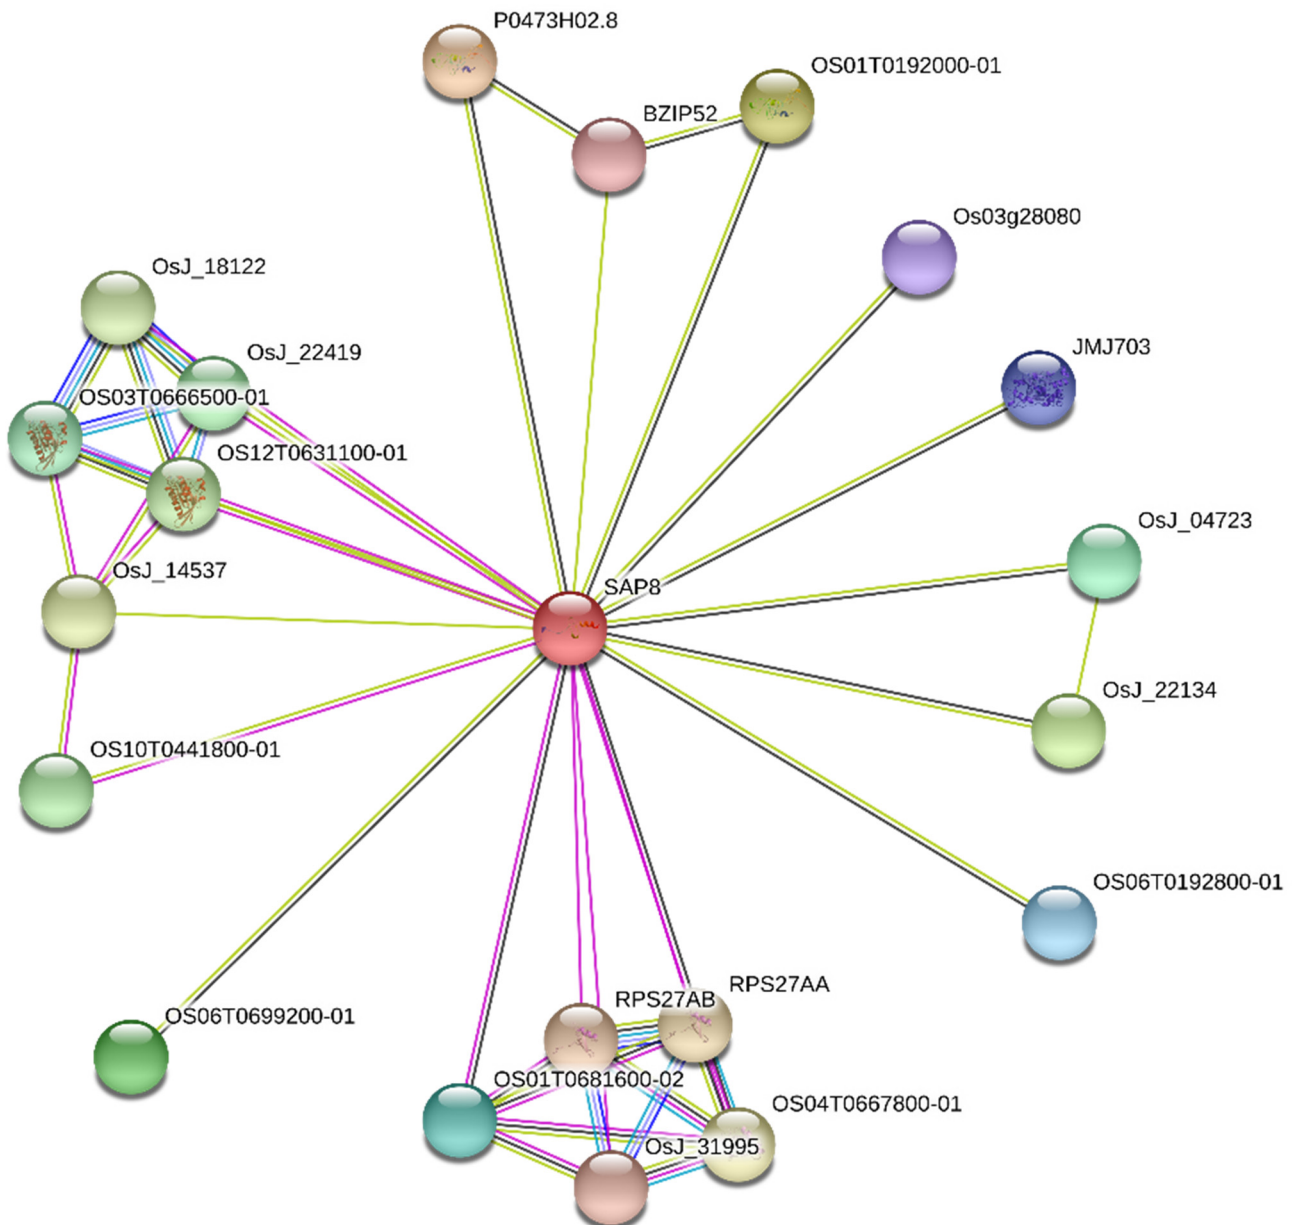 P0473H02.8
OS01T0192000-01
BZIP52
Os03g28080
OsJ_18122
JMJ703
OsJ_22419
OS03T0666500-01
OS12T0631100-01
OsJ_04723
OsJ_14537
SAP8
OsJ_22134
OS10T0441800-01
OS06T0192800-01
RPS27AA
RPS27AB
OS06T0699200-01
OS01T0681600-02
OS04T0667800-01
OsJ_31995